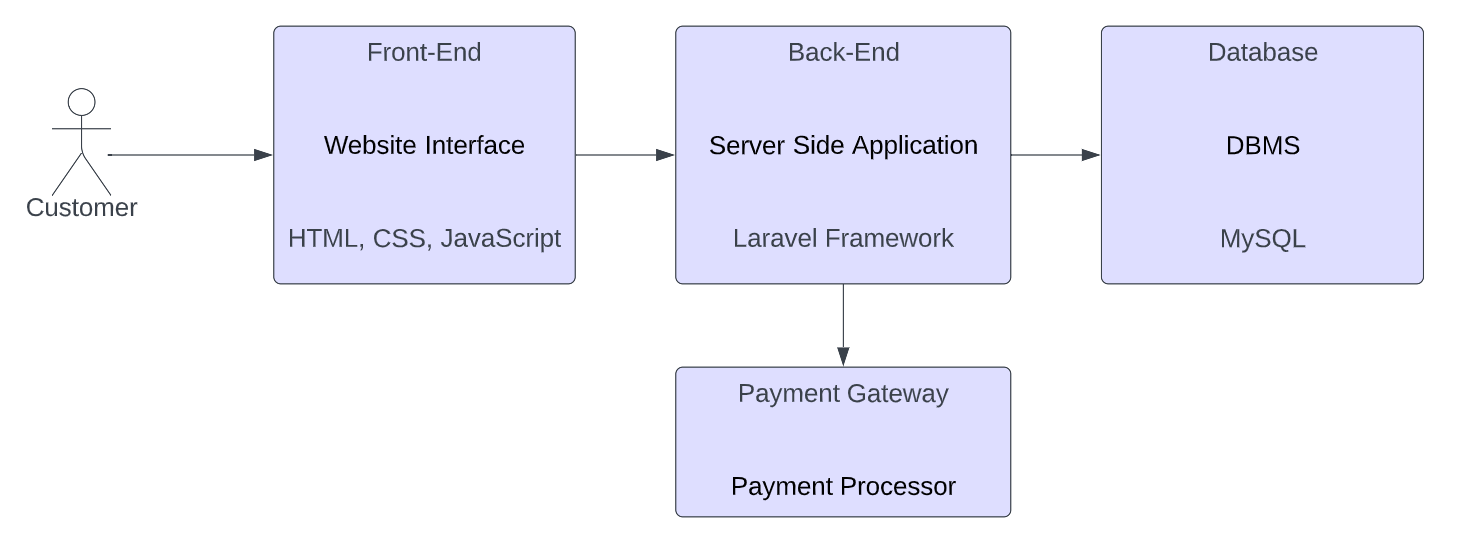 Customer
Front-End
Website Interface
HTML, CSS, JavaScript
Back-End
Server Side Application
Laravel Framework
Database
DBMS
MySQL
Payment Gateway
Payment Processor